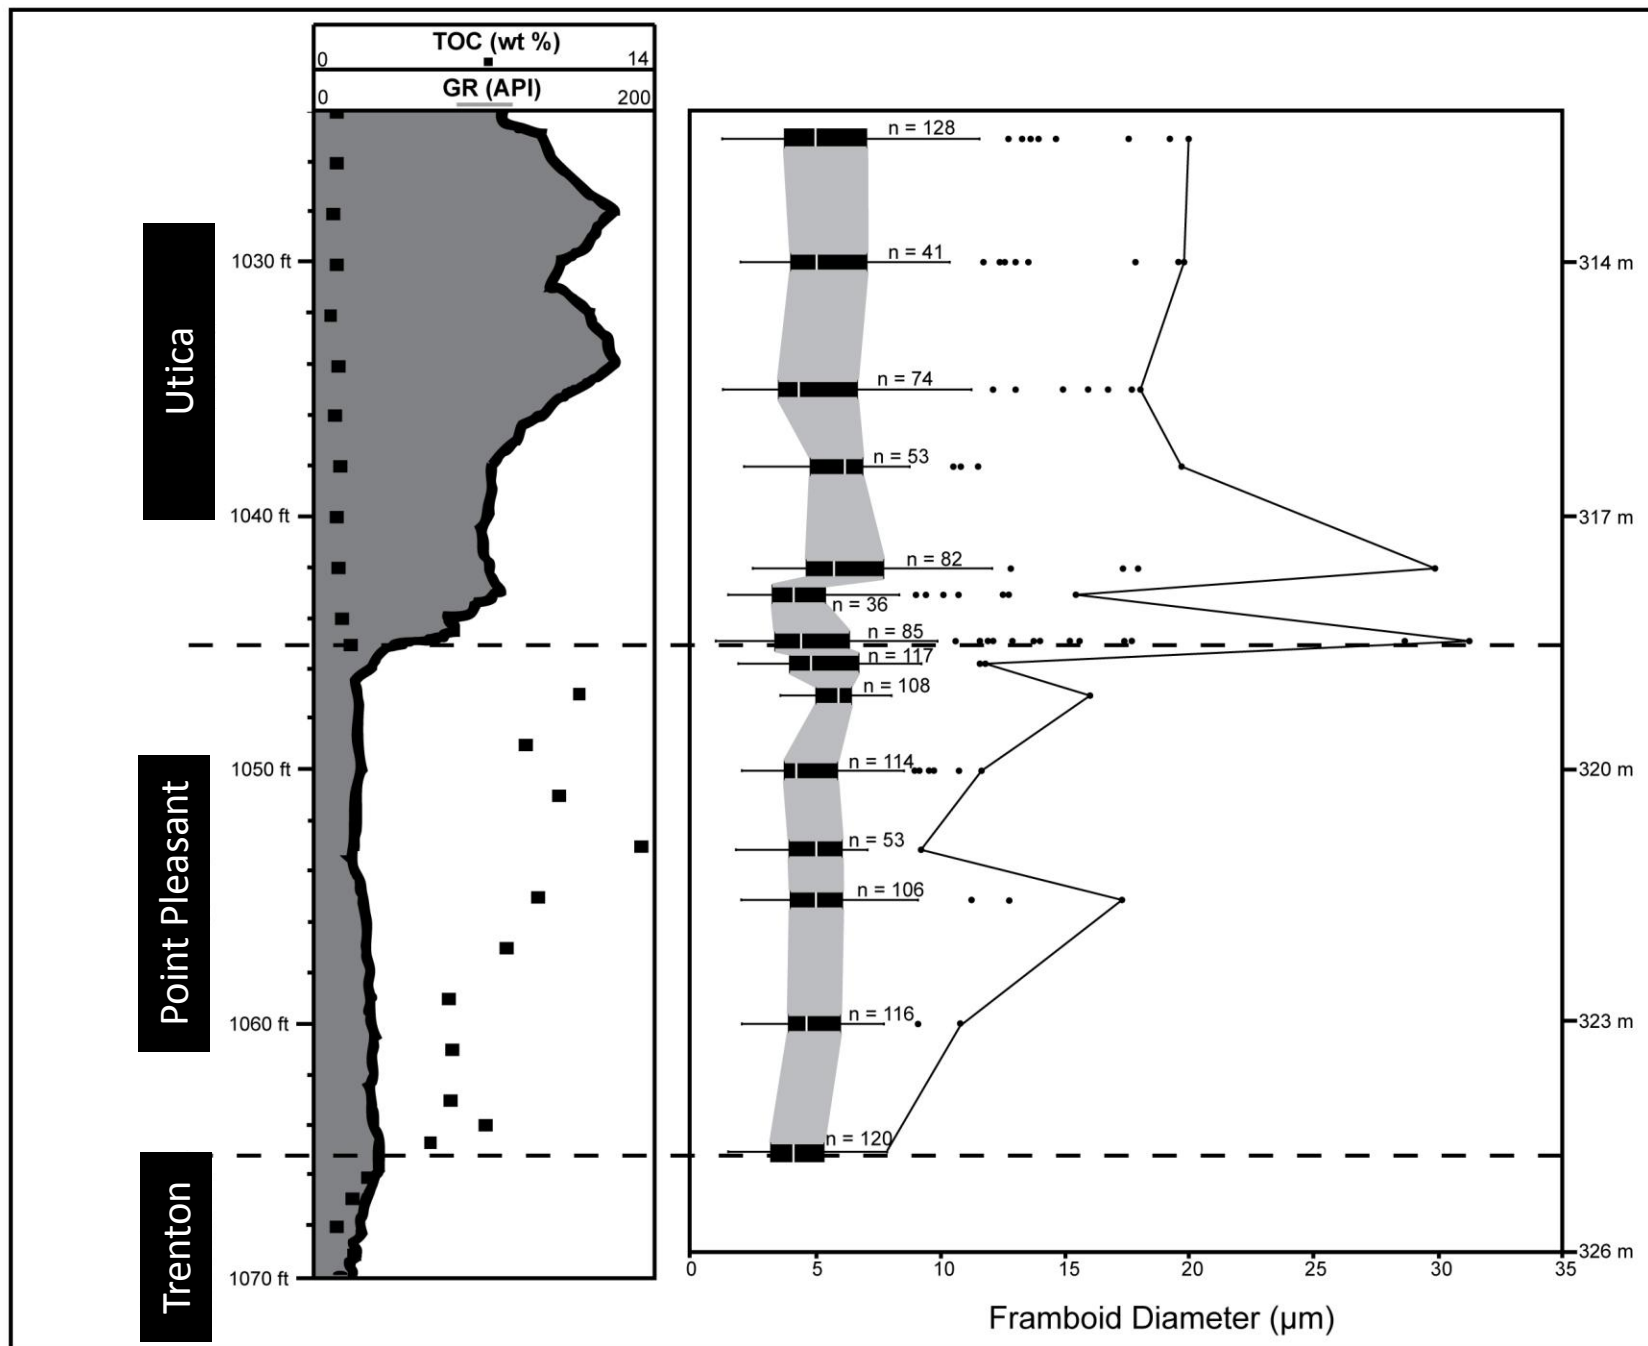 TOC (wt %)
0 14
GR (API)
0 200
Utica
Point Pleasant
Trenton
1030 ft
1040 ft
1050 ft
1060 ft
1070 ft
n = 128
n = 41
n = 74
n = 53
n = 82
n = 36
n = 85
n = 117
n = 108
n = 114
n = 53
n = 106
n = 116
n = 120
314 m
317 m
320 m
323 m
326 m
0 5 10 15 20 25 30 35
Framboid Diameter (μm)